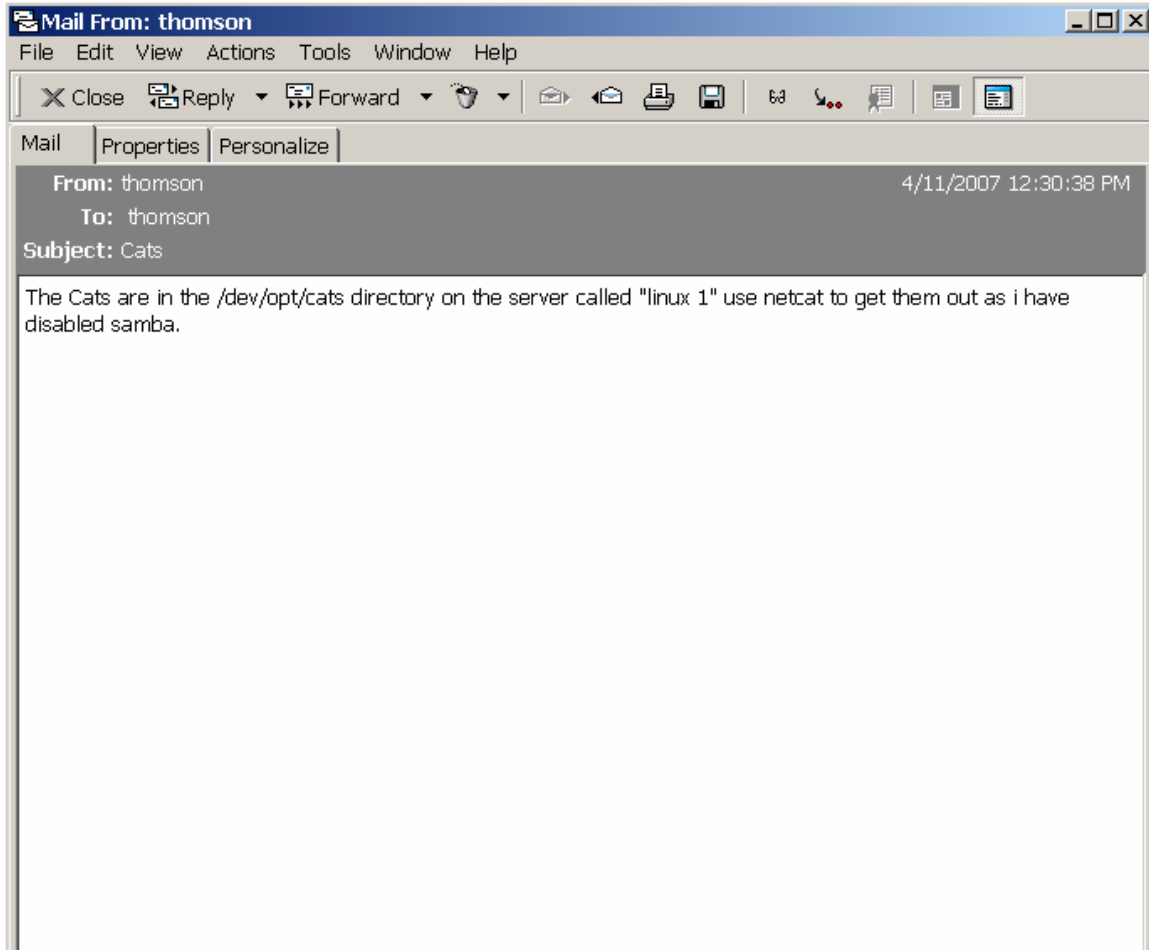 Mail From: thomson
File Edit View Actions Tools Window Help
Close Reply Forward
Mail Properties Personalize
From: thomson 4/11/2007 12:30:38 PM
To: thomson
Subject: Cats
The Cats are in the /dev/opt/cats directory on the server called "linux 1" use netcat to get them out as i have
disabled samba.